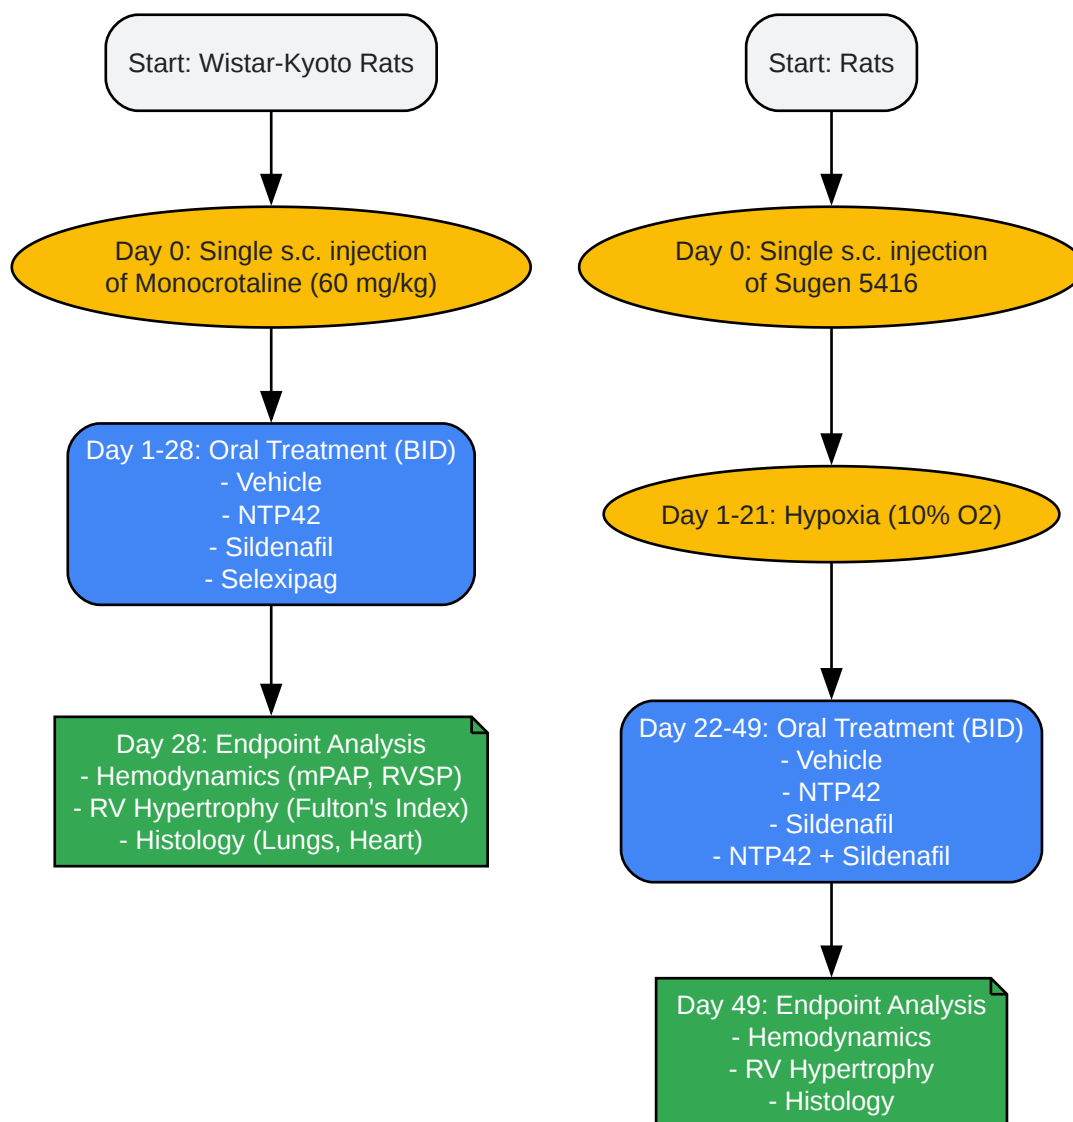 Start: Wistar-Kyoto Rats
Day 0: Single s.c. injection
of Monocrotaline (60 mg/kg)
Day 1-28: Oral Treatment (BID)
- Vehicle
- NTP42
- Sildenafil
- Selexipag
Day 28: Endpoint Analysis
- Hemodynamics (mPAP, RVSP)
- RV Hypertrophy (Fulton's Index)
- Histology (Lungs, Heart)
Start: Rats
Day 0: Single s.c. injection
of Sugen 5416
Day 1-21: Hypoxia (10% O2)
Day 22-49: Oral Treatment (BID)
- Vehicle
- NTP42
- Sildenafil
- NTP42 + Sildenafil
Day 49: Endpoint Analysis
- Hemodynamics
- RV Hypertrophy
- Histology